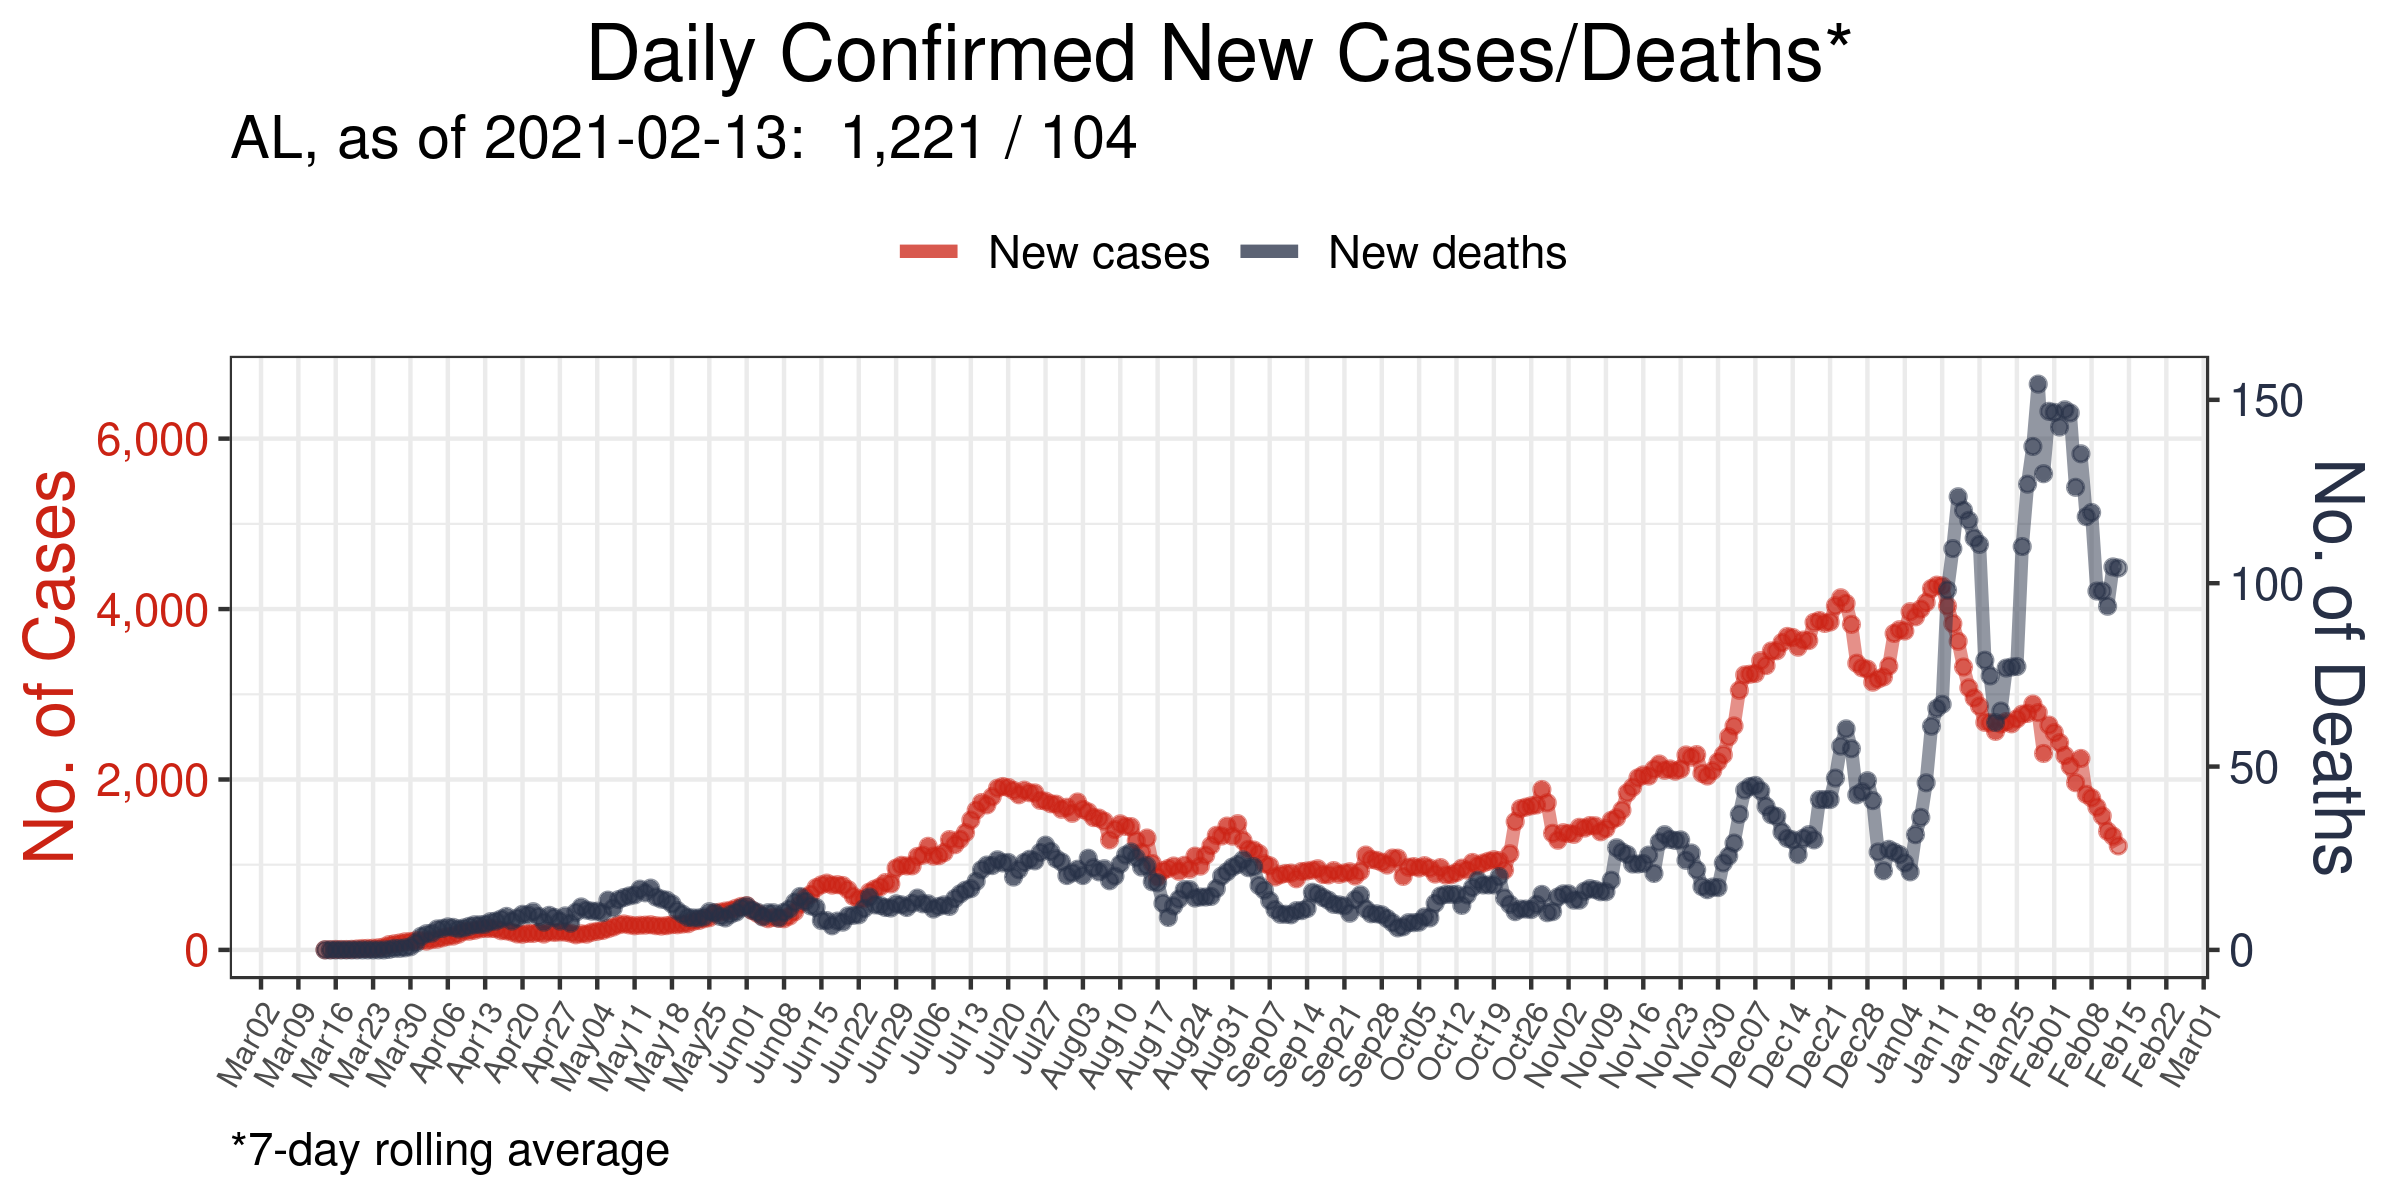 Daily Confirmed New Cases/Deaths*
AL, as of 2021-02-13:  1,221 / 104
New cases
New deaths
No. of Cases
6,000
4,000
2,000
0
150
100
50
0
No. of Deaths
Mar02
Mar09
Mar16
Mar23
Mar30
Apr06
Apr13
Apr20
Apr27
May04
May11
May18
May25
Jun01
Jun08
Jun15
Jun22
Jun29
Jul06
Jul13
Jul20
Jul27
Aug03
Aug10
Aug17
Aug24
Aug31
Sep07
Sep14
Sep21
Sep28
Oct05
Oct12
Oct19
Oct26
Nov02
Nov09
Nov16
Nov23
Nov30
Dec07
Dec14
Dec21
Dec28
Jan04
Jan11
Jan18
Jan25
Feb01
Feb08
Feb15
Feb22
Mar01
*7-day rolling average